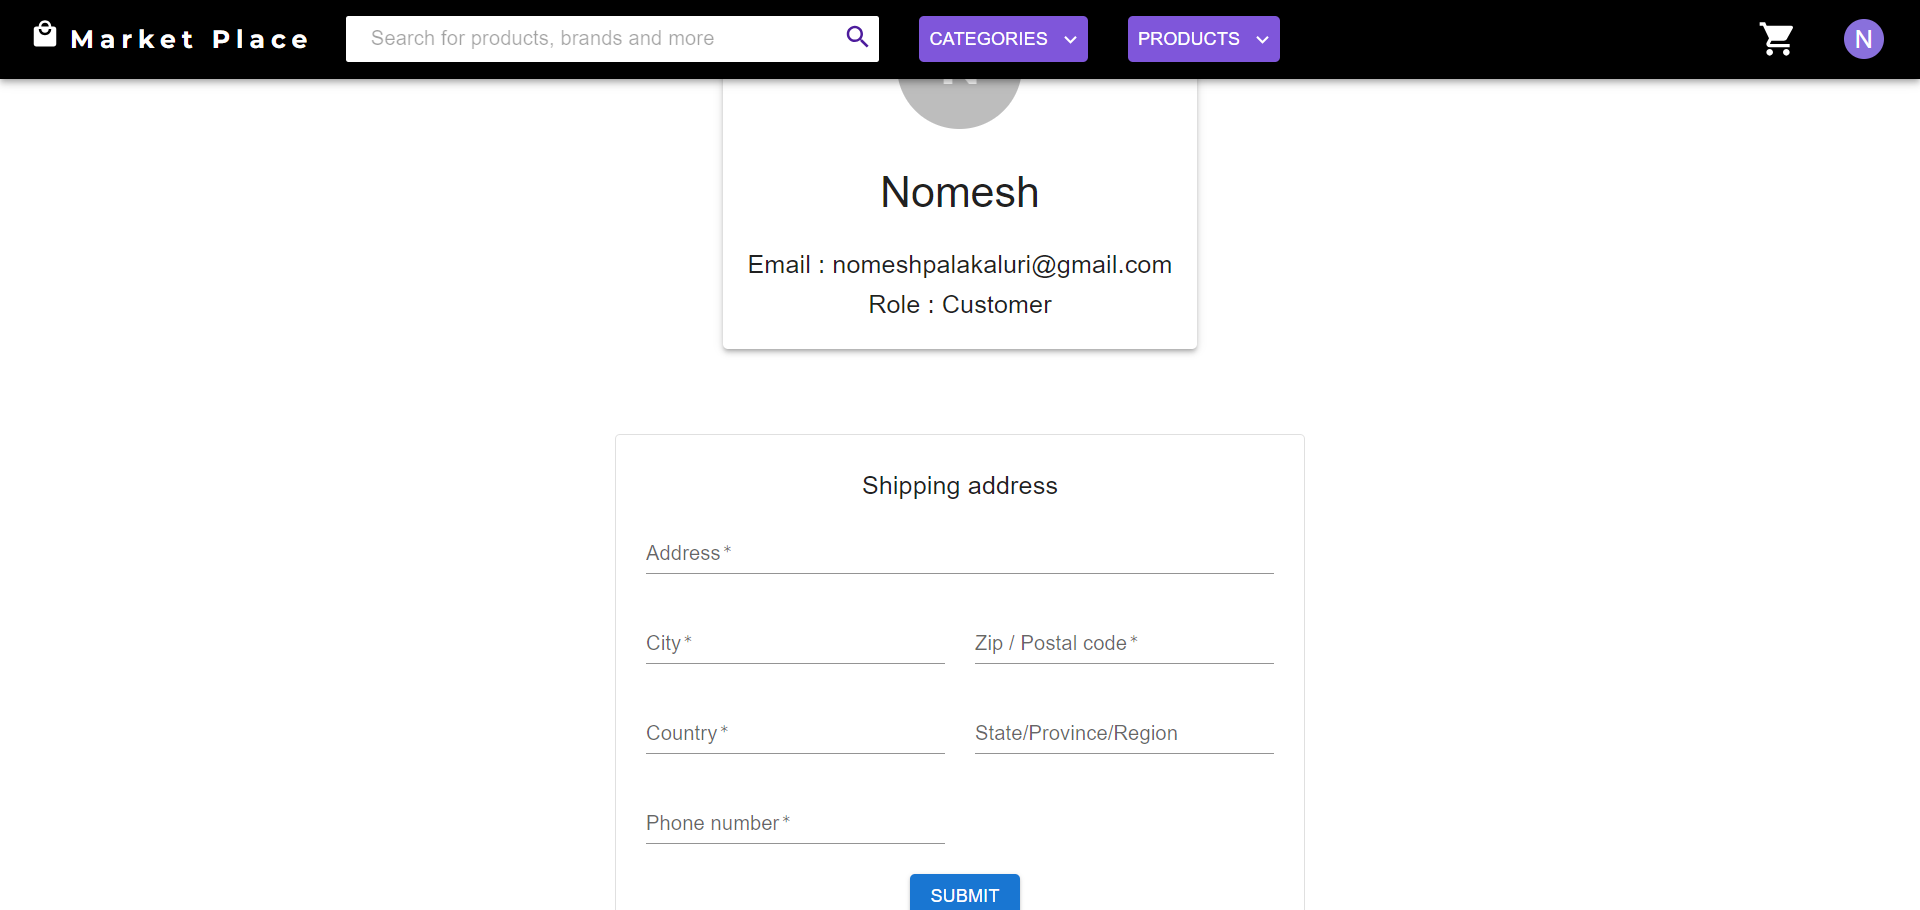 Market Place
Search for products, brands and more
CATEGORIES
PRODUCTS
N
Nomesh
Email : nomeshpalakaluri@gmail.com
Role : Customer
Shipping address
Address *
City *
Zip / Postal code *
Country *
State/Province/Region
Phone number *
SUBMIT